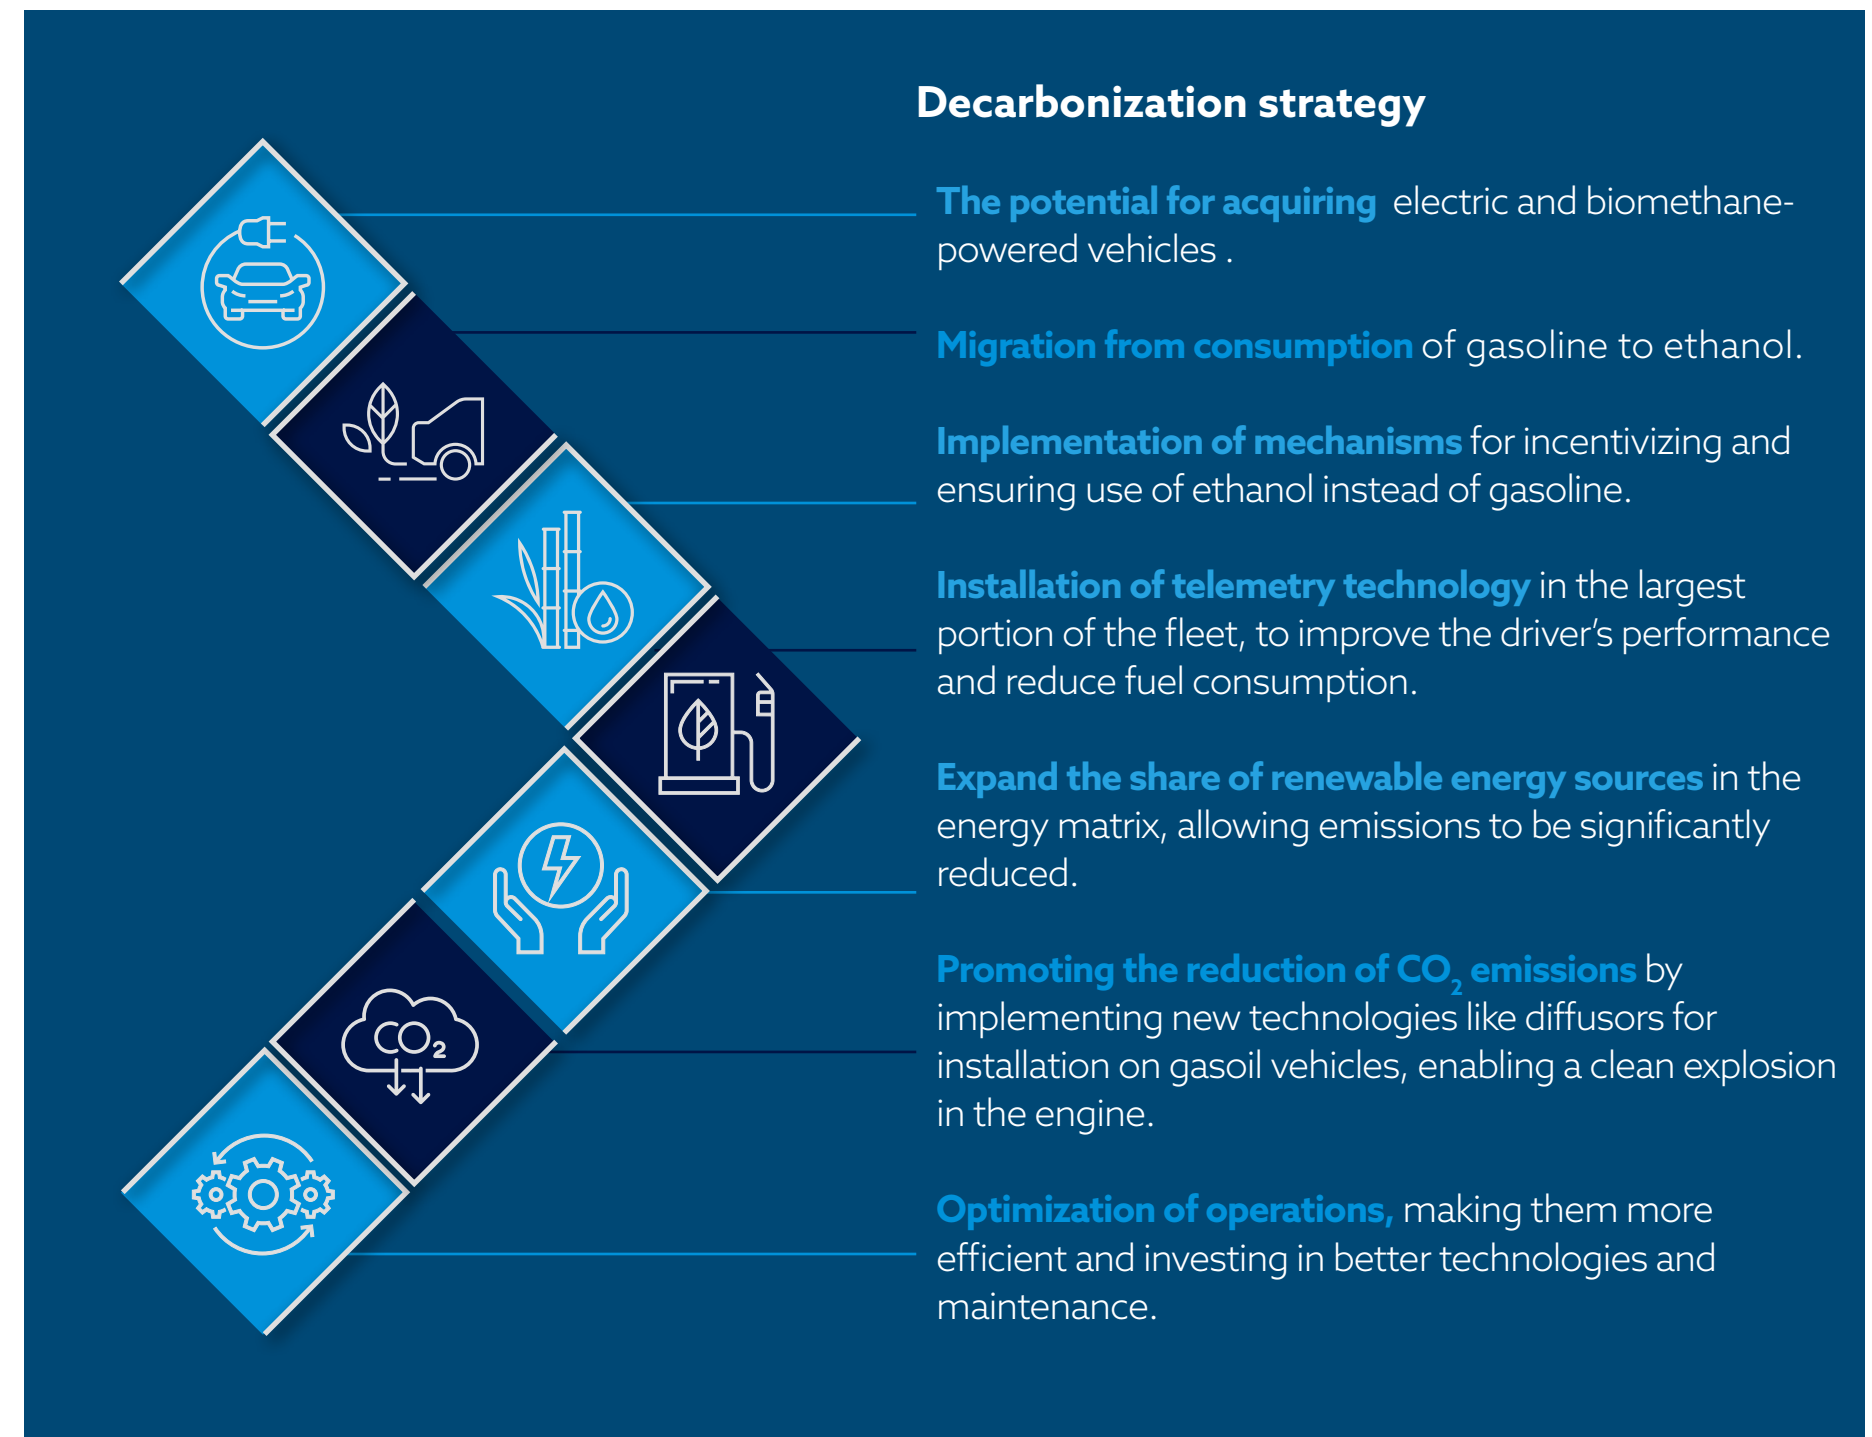 Decarbonization strategy
The potential for acquiring electric and biomethane-
powered vehicles .
Migration from consumption of gasoline to ethanol.
Implementation of mechanisms for incentivizing and
ensuring use of ethanol instead of gasoline.
Installation of telemetry technology in the largest
portion of the fleet, to improve the driver’s performance
and reduce fuel consumption.
Expand the share of renewable energy sources in the
energy matrix, allowing emissions to be significantly
reduced.
Promoting the reduction of CO₂ emissions by
implementing new technologies like diffusors for
installation on gasoil vehicles, enabling a clean explosion
in the engine.
Optimization of operations, making them more
efficient and investing in better technologies and
maintenance.
CO₂